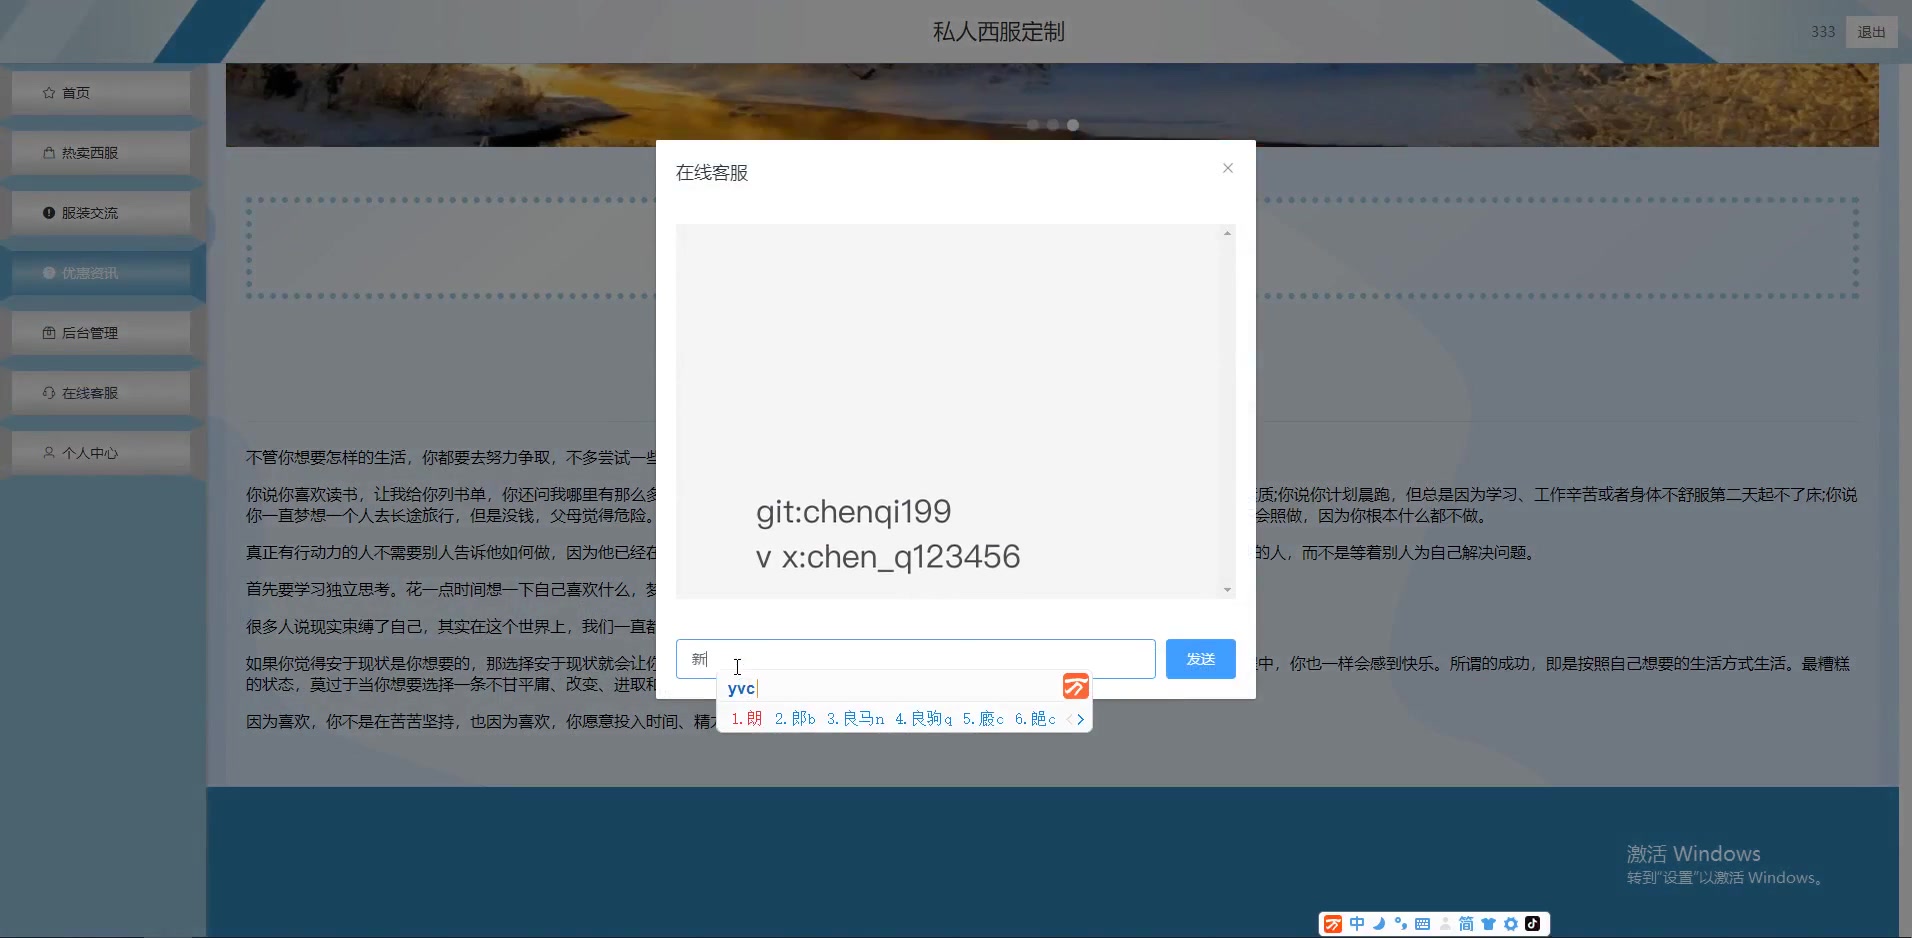 私人西服定制
333
退出
首页
热卖西服
服装交流
优惠资讯
后台管理
在线客服
个人中心
在线客服
git:chenqi199
v x:chen_q123456
新
发送
yvc
1.朗 2.郎b 3.良马n 4.良驹q 5.廄c 6.郒c
不管你想要怎样的生活，你都要去努力争取，不多尝试一些
你说你喜欢读书，让我给你列书单，你还问我哪里有那么多
质;你说你计划晨跑，但总是因为学习、工作辛苦或者身体不舒服第二天起不了床;你说
你一直梦想一个人去长途旅行，但是没钱，父母觉得危险。
会照做，因为你根本什么都不做。
真正有行动力的人不需要别人告诉他如何做，因为他已经在
的人，而不是等着别人为自己解决问题。
首先要学习独立思考。花一点时间想一下自己喜欢什么，梦
很多人说现实束缚了自己，其实在这个世界上，我们一直都
如果你觉得安于现状是你想要的，那选择安于现状就会让你
中，你也一样会感到快乐。所谓的成功，即是按照自己想要的生活方式生活。最糟糕
的状态，莫过于当你想要选择一条不甘平庸、改变、进取和
因为喜欢，你不是在苦苦坚持，也因为喜欢，你愿意投入时间、精力
激活 Windows
转到"设置"以激活 Windows。
中
简